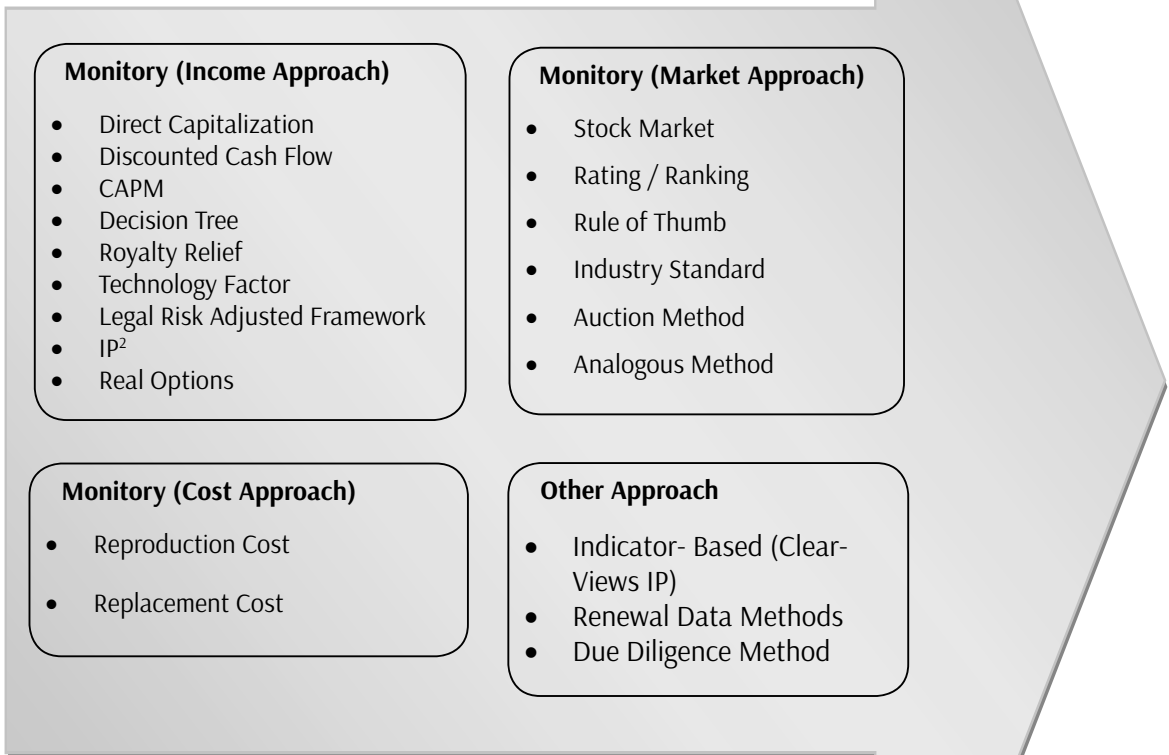 Monitory (Income Approach)
• Direct Capitalization
• Discounted Cash Flow
• CAPM
• Decision Tree
• Royalty Relief
• Technology Factor
• Legal Risk Adjusted Framework
• IP²
• Real Options
Monitory (Market Approach)
• Stock Market
• Rating / Ranking
• Rule of Thumb
• Industry Standard
• Auction Method
• Analogous Method
Monitory (Cost Approach)
• Reproduction Cost
• Replacement Cost
Other Approach
• Indicator- Based (Clear-
Views IP)
• Renewal Data Methods
• Due Diligence Method